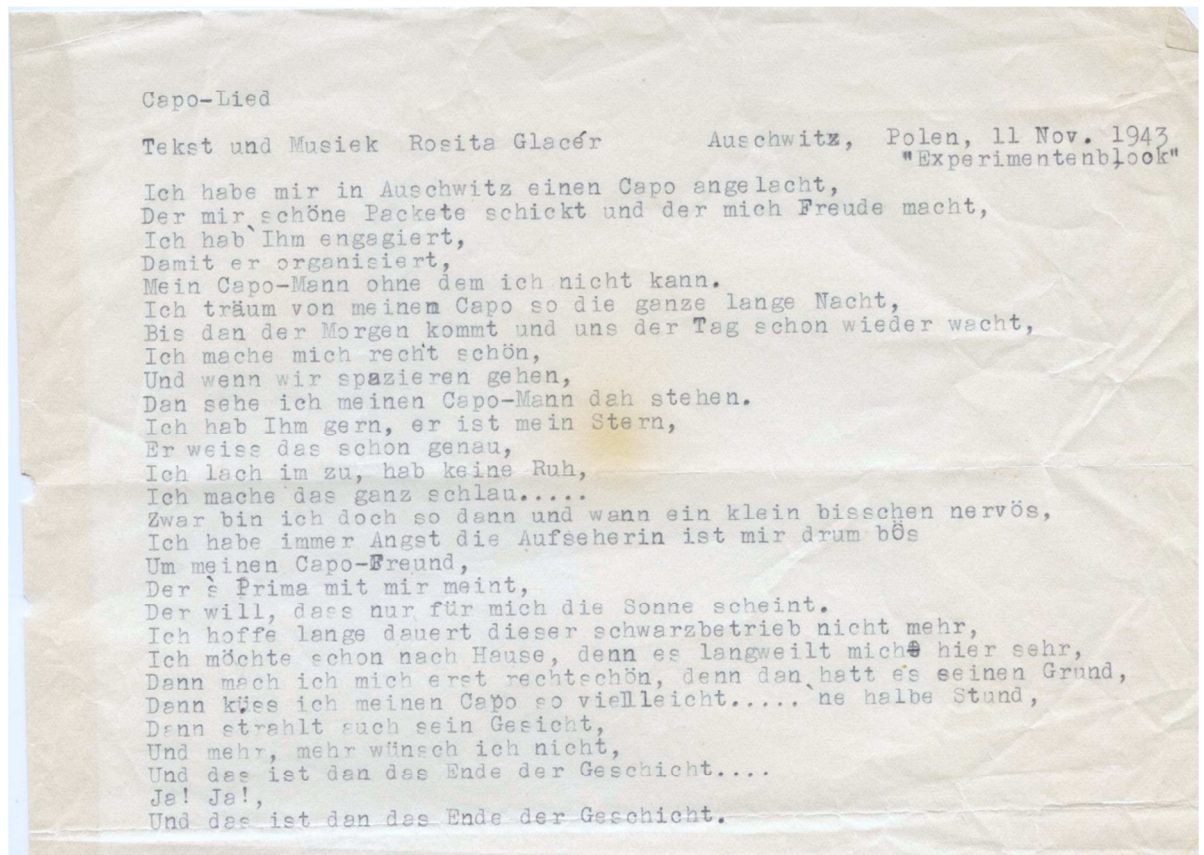 Capo-Lied
Tekst und Musiek Rosita Glacér Auschwitz, Polen, 11 Nov. 1943
"Experimentenblock"
Ich habe mir in Auschwitz einen Capo angelacht,
Der mir schöne Packete schickt und der mich Freude macht,
Ich hab`Ihm engagiert,
Damit er organisiert,
Mein Capo-Mann ohne dem ich nicht kann.
Ich träum von meinem Capo so die ganze lange Nacht,
Bis dan der Morgen kommt und uns der Tag schon wieder wacht,
Ich mache mich recht schön,
Und wenn wir spazieren gehen,
Dan sehe ich meinen Capo-Mann dah stehen.
Ich hab Ihm gern, er ist mein Stern,
Er weiss das schon genau,
Ich lach im zu, hab keine Ruh,
Ich mache das ganz schlau.....
Zwar bin ich doch so dann und wann ein klein bisschen nervös,
Ich habe immer Angst die Aufseherin ist mir drum bös
Um meinen Capo-Freund,
Der`s Prima mit mir meint,
Der will, dass nur für mich die Sonne scheint.
Ich hoffe lange dauert dieser schwarzbetrieb nicht mehr,
Ich möchte schon nach Hause, denn es langweilt mich hier sehr,
Dann mach ich mich erst rechtschön, denn dan hatt es seinen Grund,
Dann küss ich meinen Capo so vielleicht..... `ne halbe Stund,
Dann strahlt auch sein Gesicht,
Und mehr, mehr wünsch ich nicht,
Und das ist dan das Ende der Geschicht....
Ja! Ja!,
Und das ist dan das Ende der Geschicht.